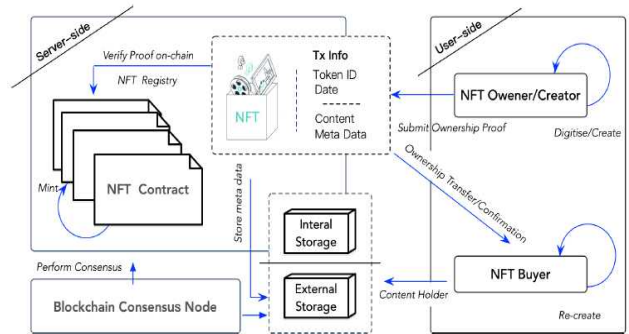 Server-side
User-side
Verify Proof on-chain
NFT Registry
NFT
Tx Info
Token ID
Date
Content
Meta Data
NFT Owener/Creator
Submit Ownership Proof
Digitise/Create
NFT Contract
Mint
Ownership Transfer/Confirmation
Store meta data
Interal
Storage
NFT Buyer
Perform Consensus
External
Storage
Content Holder
Blockchain Consensus Node
Re-create